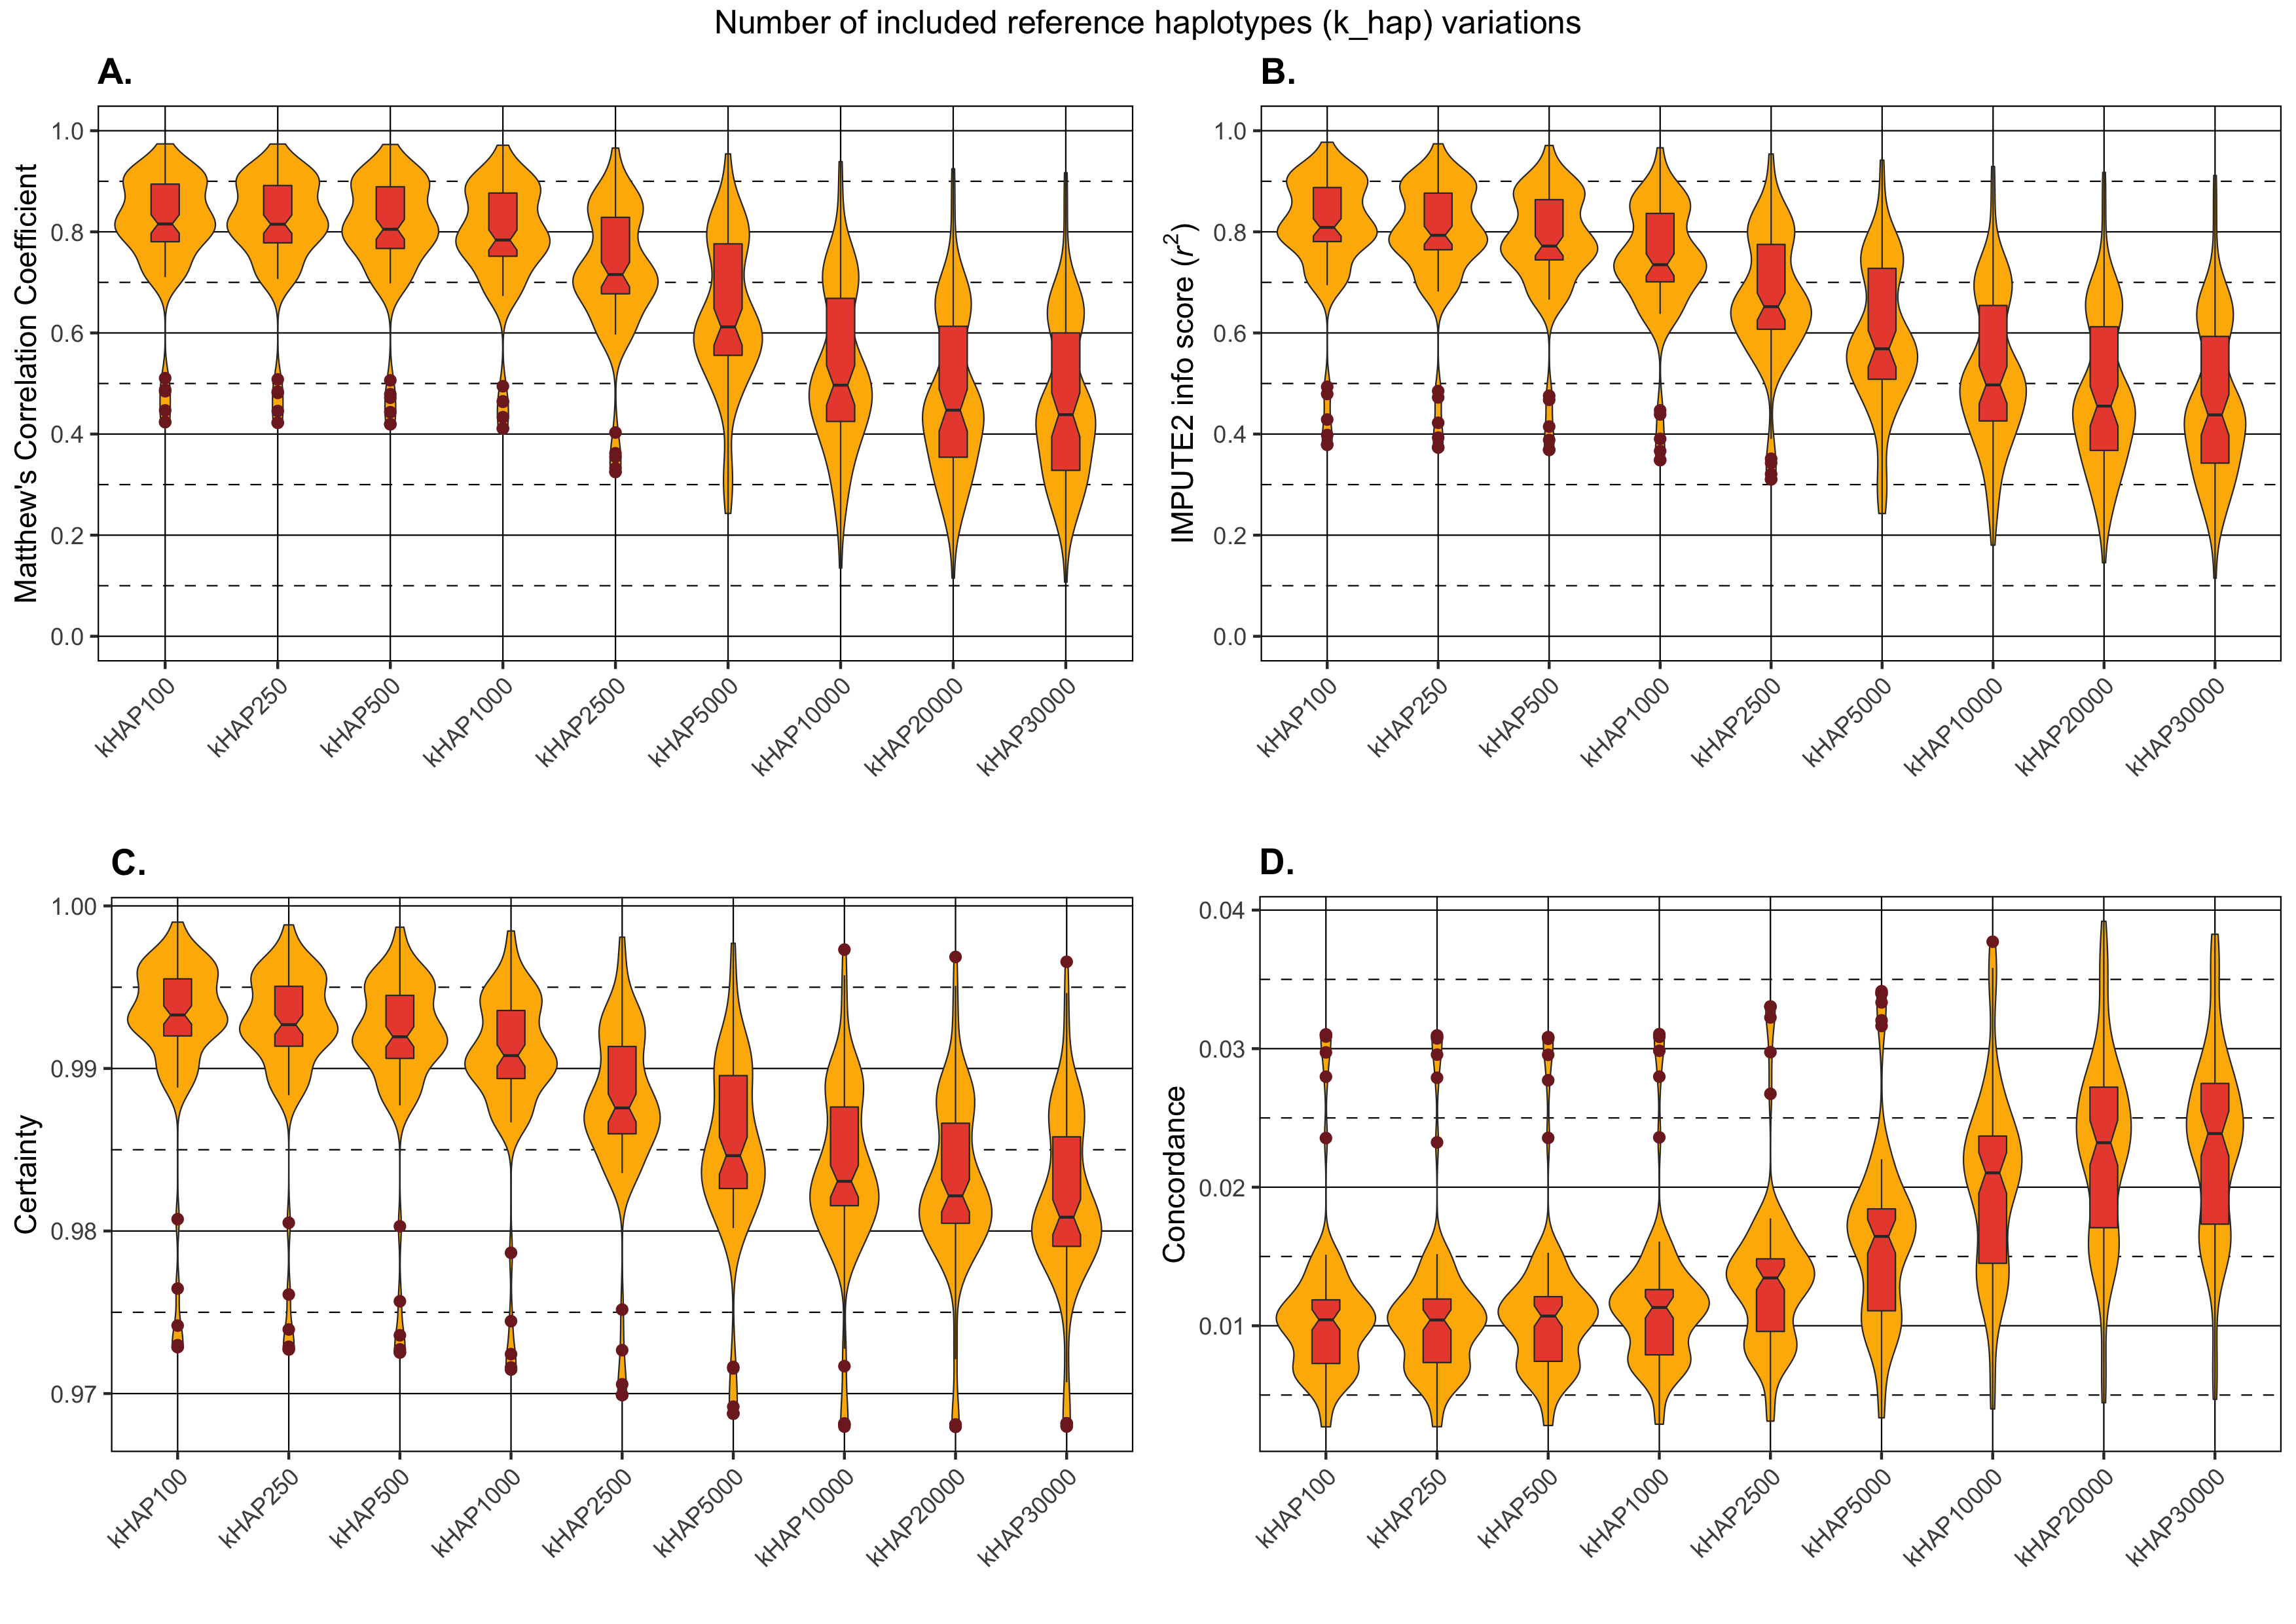 Number of included reference haplotypes (k_hap) variations
A.
Matthew's Correlation Coefficient
1.0
0.8
0.6
0.4
0.2
0.0
kHAP100
kHAP250
kHAP500
kHAP1000
kHAP2500
kHAP5000
kHAP10000
kHAP20000
kHAP30000
B.
IMPUTE2 info score (r²)
1.0
0.8
0.6
0.4
0.2
0.0
kHAP100
kHAP250
kHAP500
kHAP1000
kHAP2500
kHAP5000
kHAP10000
kHAP20000
kHAP30000
C.
Certainty
1.00
0.99
0.98
0.97
kHAP100
kHAP250
kHAP500
kHAP1000
kHAP2500
kHAP5000
kHAP10000
kHAP20000
kHAP30000
D.
Concordance
0.04
0.03
0.02
0.01
kHAP100
kHAP250
kHAP500
kHAP1000
kHAP2500
kHAP5000
kHAP10000
kHAP20000
kHAP30000